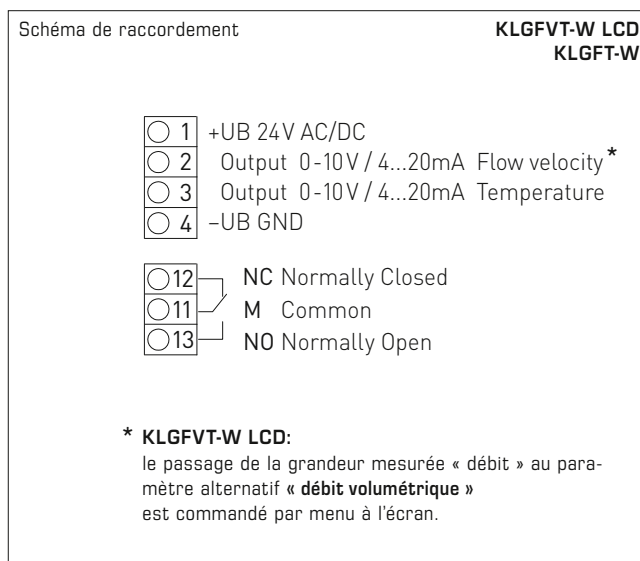 Schéma de raccordement KLGFVT-W LCD
KLGFT-W
1 +UB 24V AC/DC
2 Output 0-10V / 4...20mA Flow velocity*
3 Output 0-10V / 4...20mA Temperature
4 –UB GND
12 NC Normally Closed
11 M Common
13 NO Normally Open
* KLGFVT-W LCD:
le passage de la grandeur mesurée « débit » au para-
mètre alternatif « débit volumétrique »
est commandé par menu à l'écran.